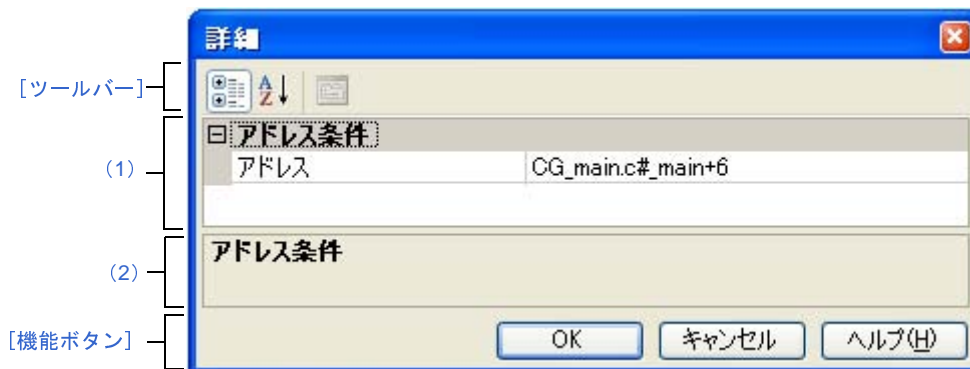 詳細
［ツールバー］
アドレス条件
（1）
アドレス CG_main.c#_main+6
アドレス条件
（2）
［機能ボタン］
OK キャンセル ヘルプ(H)